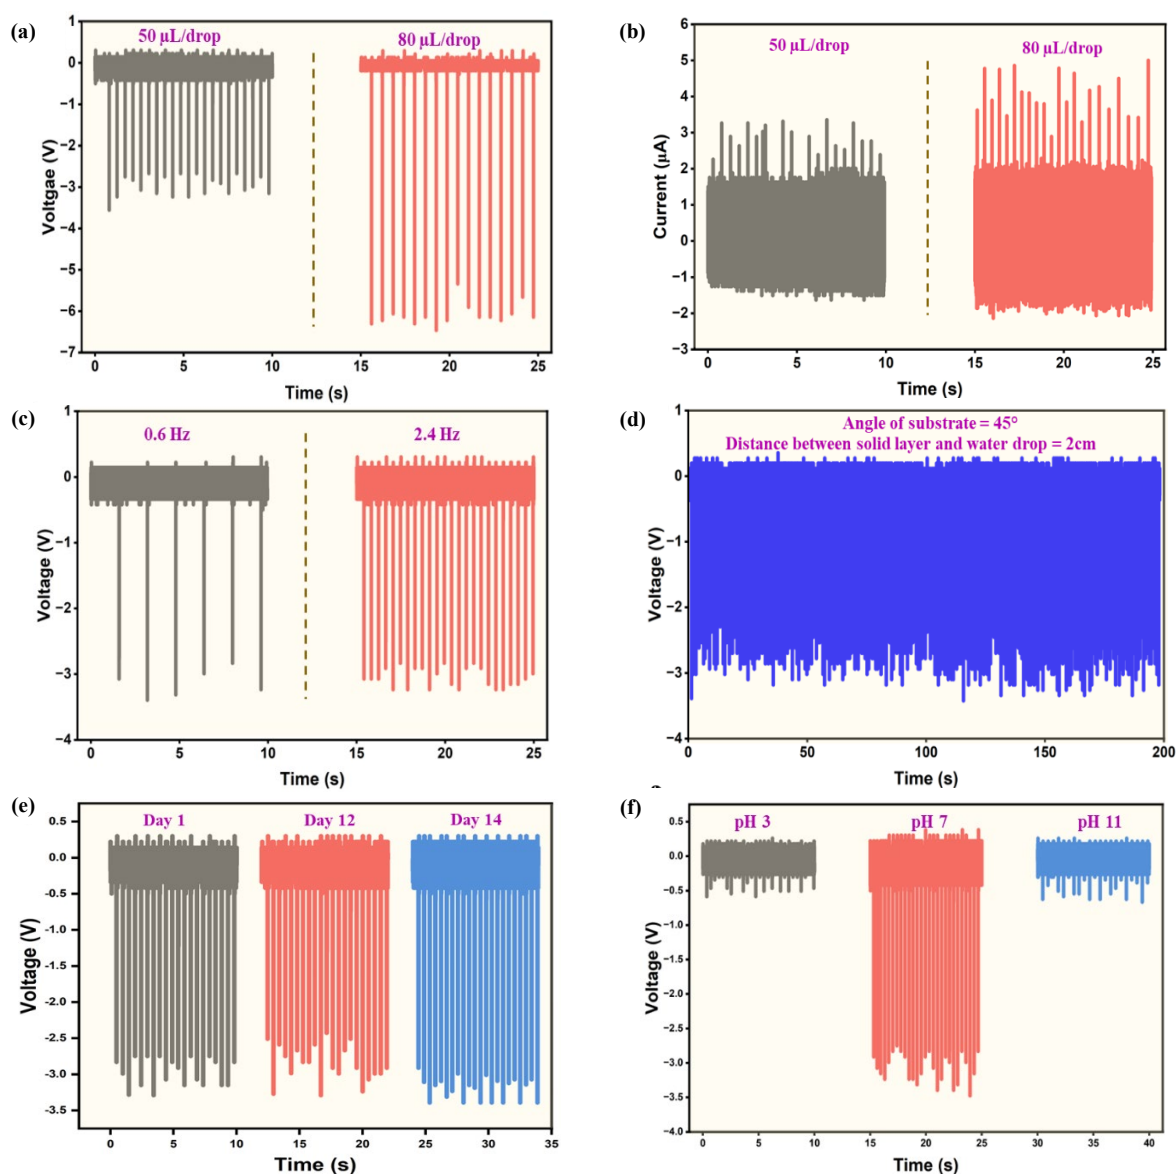 (a)
50 µL/drop
80 µL/drop
1
0
−1
−2
−3
−4
−5
−6
−7
Voltgae (V)
0 5 10 15 20 25
Time (s)
(b)
50 µL/drop
80 µL/drop
6
5
4
3
2
1
0
−1
−2
−3
Current (µA)
0 5 10 15 20 25
Time (s)
(c)
0.6 Hz
2.4 Hz
1
0
−1
−2
−3
−4
Voltage (V)
0 5 10 15 20 25
Time (s)
(d)
Angle of substrate = 45°
Distance between solid layer and water drop = 2cm
0
−1
−2
−3
−4
Voltage (V)
0 50 100 150 200
Time (s)
(e)
Day 1
Day 12
Day 14
0.5
0.0
-0.5
-1.0
-1.5
-2.0
-2.5
-3.0
-3.5
Voltage (V)
0 5 10 15 20 25 30 35
Time (s)
(f)
pH 3
pH 7
pH 11
0.5
0.0
−0.5
−1.0
−1.5
−2.0
−2.5
−3.0
−3.5
−4.0
Voltage (V)
0 5 10 15 20 25 30 35 40
Time (s)